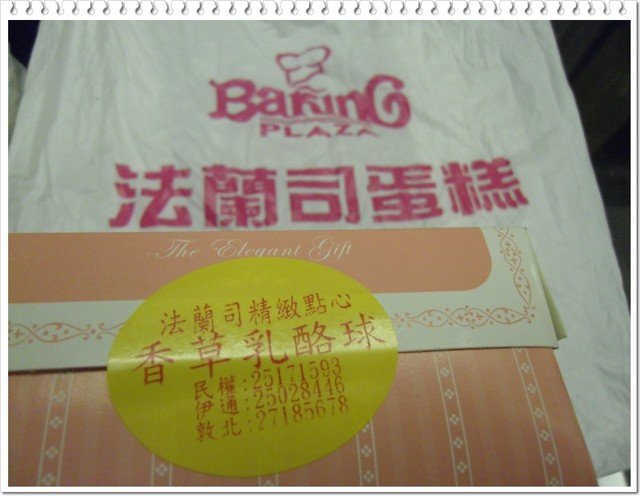 Baking
PLAZA
法蘭司蛋糕
The Elegant Gift
法蘭司精緻點心
香草乳酪球
民權:25171593
伊通:25028446
敦北:27185678